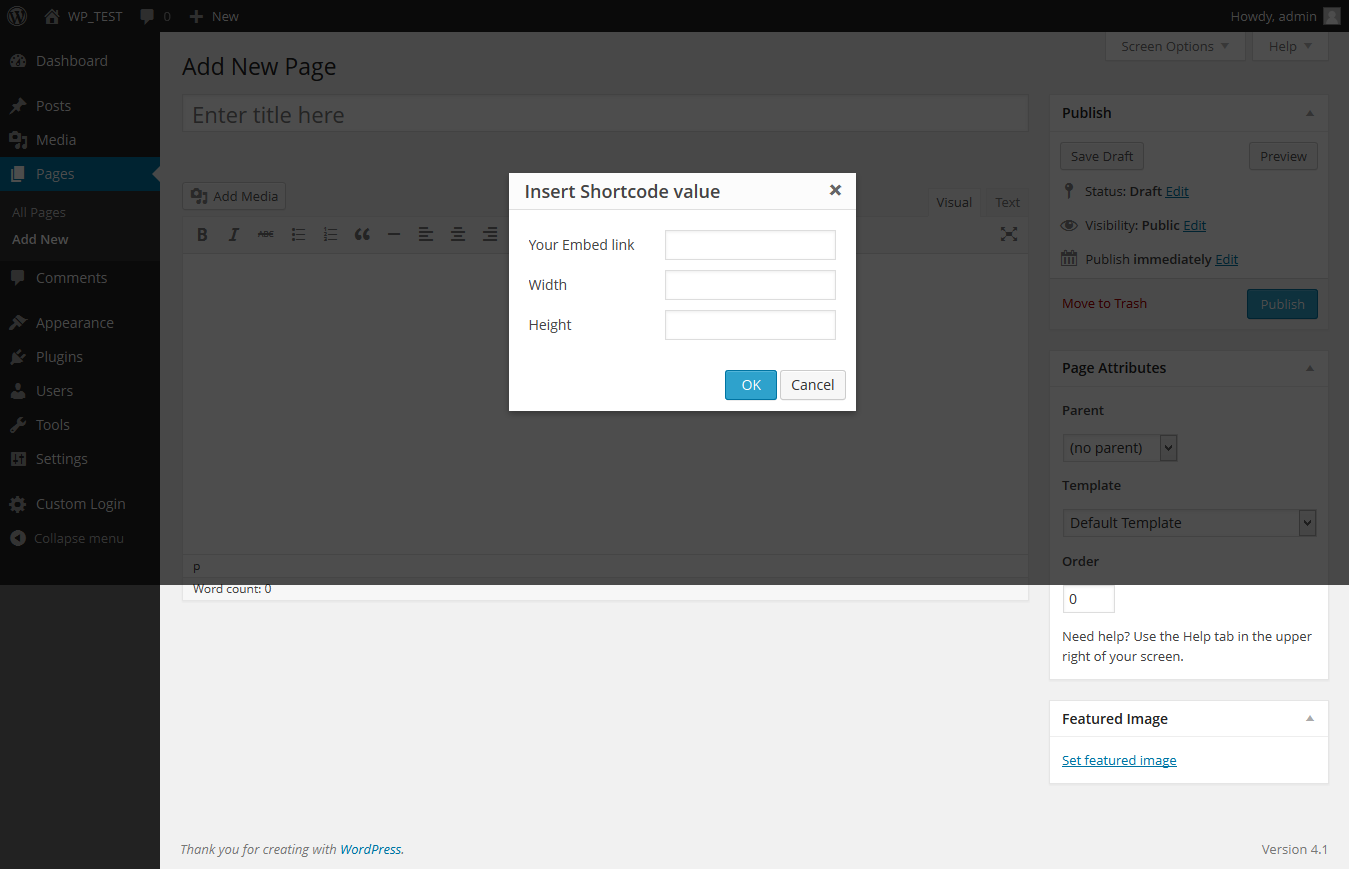 WP_TEST 0 New Howdy, admin
Dashboard
Posts
Media
Pages
All Pages
Add New
Comments
Appearance
Plugins
Users
Tools
Settings
Custom Login
Collapse menu
Screen Options Help
Add New Page
Enter title here
Add Media
Visual Text
B I ABC
P
Word count: 0
Insert Shortcode value
Your Embed link
Width
Height
OK Cancel
Publish
Save Draft Preview
Status: Draft Edit
Visibility: Public Edit
Publish immediately Edit
Move to Trash Publish
Page Attributes
Parent
(no parent)
Template
Default Template
Order
0
Need help? Use the Help tab in the upper
right of your screen.
Featured Image
Set featured image
Thank you for creating with WordPress. Version 4.1